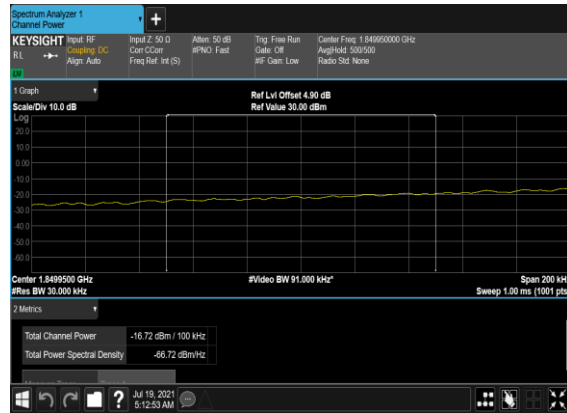 Spectrum Analyzer 1
Channel Power
+
KEYSIGHT
RL
LV
Input: RF
Coupling: DC
Align: Auto
Input Z: 50 Ω
Corr CCorr
Freq Ref: Int (S)
Atten: 50 dB
#PNO: Fast
Trig: Free Run
Gate: Off
#IF Gain: Low
Center Freq: 1.849950000 GHz
Avg|Hold: 500/500
Radio Std: None
1 Graph
Scale/Div 10.0 dB
Ref Lvl Offset 4.90 dB
Ref Value 30.00 dBm
Log
20.0
10.0
0.00
-10.0
-20.0
-30.0
-40.0
-50.0
-60.0
Center 1.8499500 GHz
#Res BW 30.000 kHz
#Video BW 91.000 kHz*
Span 200 kH
Sweep 1.00 ms (1001 pts
2 Metrics
Total Channel Power -16.72 dBm / 100 kHz
Total Power Spectral Density -66.72 dBm/Hz
?
Jul 19, 2021
5:12:53 AM